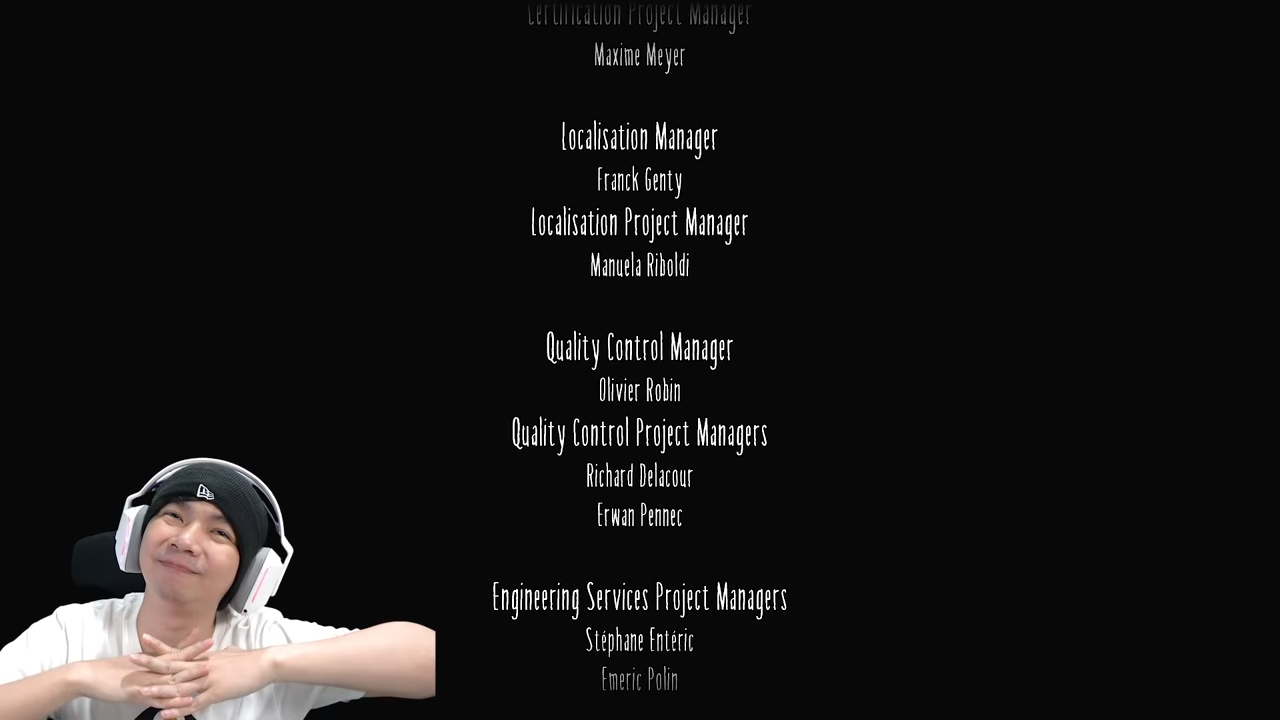 Certification Project Manager
Maxime Meyer
Localisation Manager
Franck Genty
Localisation Project Manager
Manuela Riboldi
Quality Control Manager
Olivier Robin
Quality Control Project Managers
Richard Delacour
Erwan Pennec
Engineering Services Project Managers
Stéphane Entéric
Emeric Polin